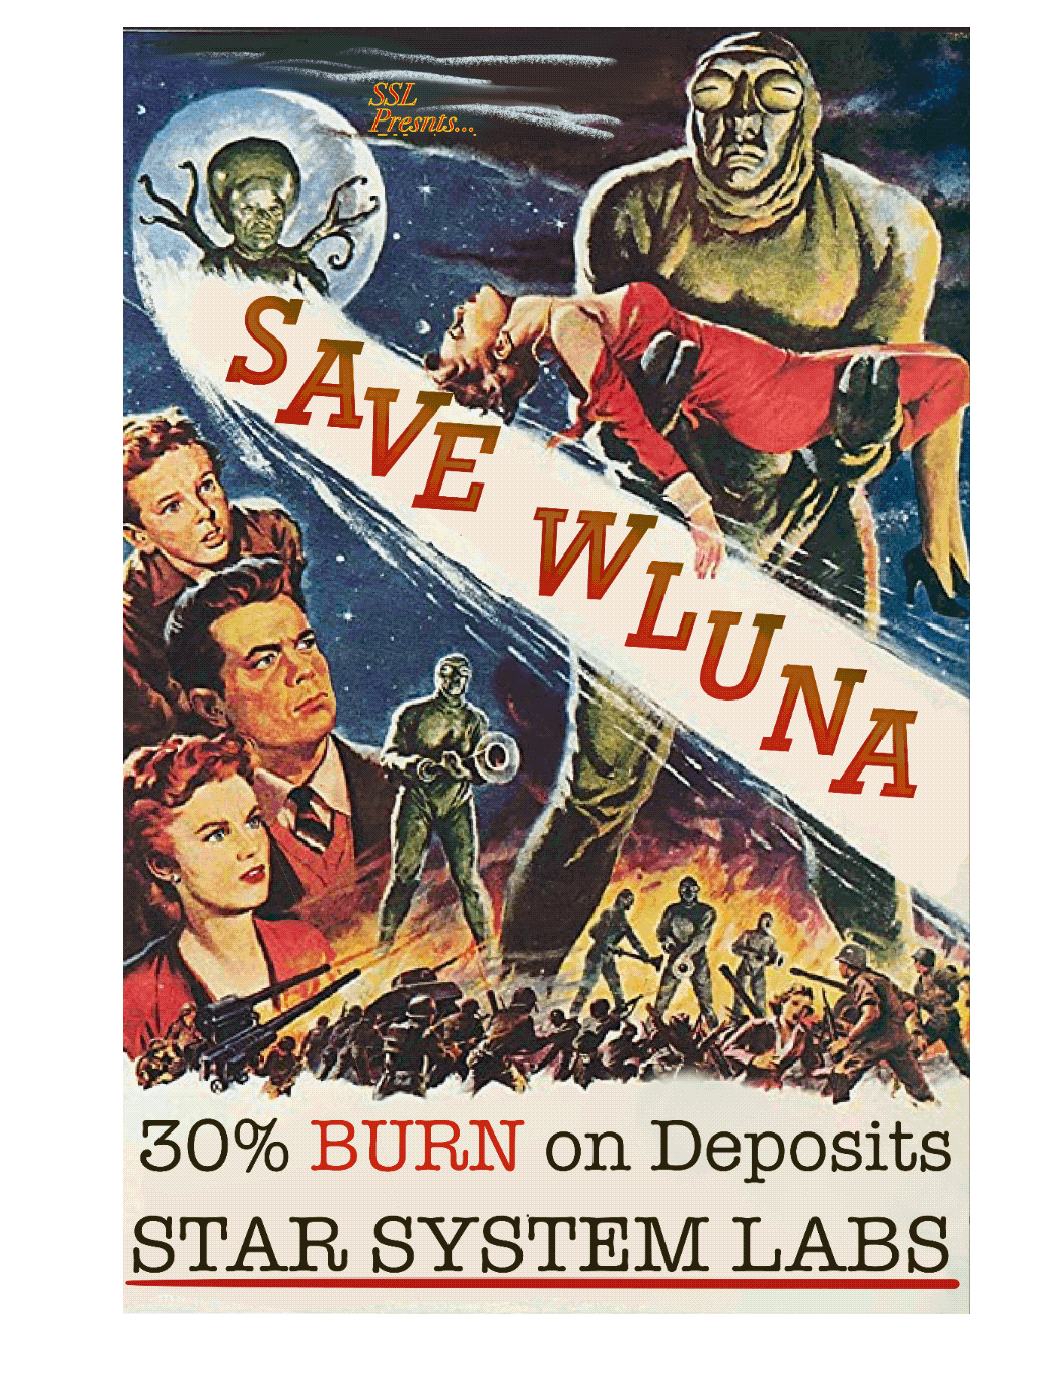 SSL
Presnts...
SAVE WLUNA
30% BURN on Deposits
STAR SYSTEM LABS